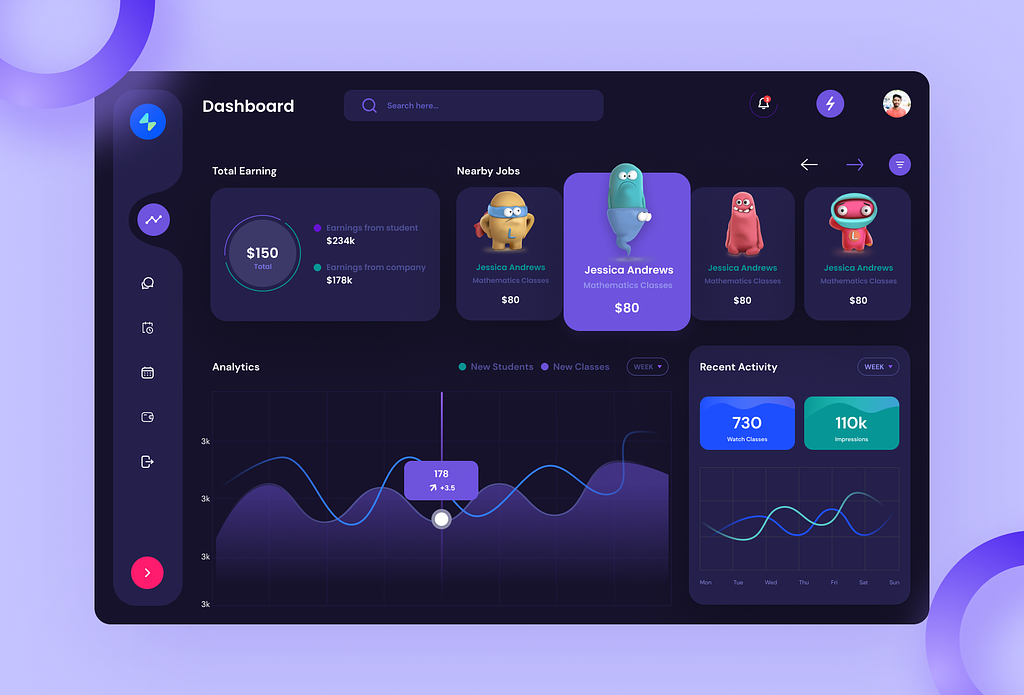 Dashboard
Search here...
Total Earning
$150
Total
Earnings from student
$234k
Earnings from company
$178k
Nearby Jobs
L
Jessica Andrews
Mathematics Classes
$80
Jessica Andrews
Mathematics Classes
$80
Jessica Andrews
Mathematics Classes
$80
L
Jessica Andrews
Mathematics Classes
$80
Analytics
New Students
New Classes
WEEK
3k
3k
3k
3k
178
+3.5
Recent Activity
WEEK
730
Watch Classes
110k
Impressions
Mon Tue Wed Thu Fri Sat Sun